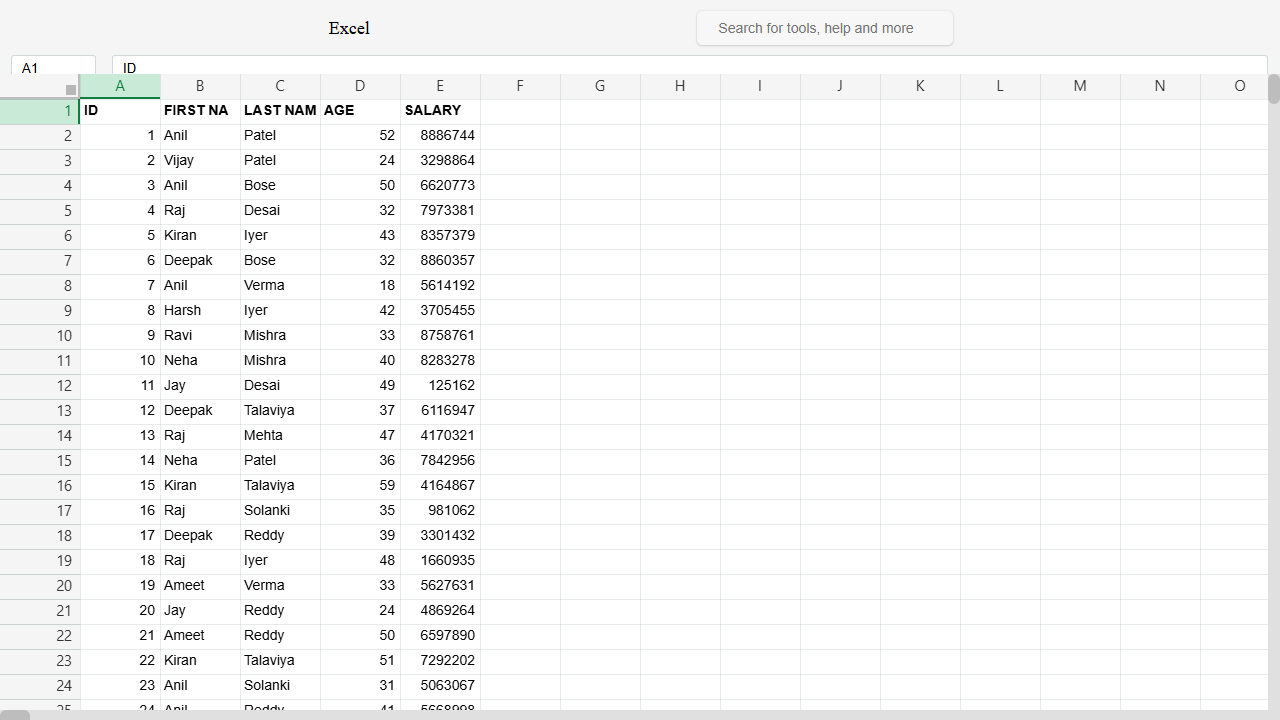 Excel
Search for tools, help and more
A1 ID
A B C D E F G H I J K L M N O
1 ID FIRST NA LAST NAM AGE SALARY
2 1 Anil Patel 52 8886744
3 2 Vijay Patel 24 3298864
4 3 Anil Bose 50 6620773
5 4 Raj Desai 32 7973381
6 5 Kiran Iyer 43 8357379
7 6 Deepak Bose 32 8860357
8 7 Anil Verma 18 5614192
9 8 Harsh Iyer 42 3705455
10 9 Ravi Mishra 33 8758761
11 10 Neha Mishra 40 8283278
12 11 Jay Desai 49 125162
13 12 Deepak Talaviya 37 6116947
14 13 Raj Mehta 47 4170321
15 14 Neha Patel 36 7842956
16 15 Kiran Talaviya 59 4164867
17 16 Raj Solanki 35 981062
18 17 Deepak Reddy 39 3301432
19 18 Raj Iyer 48 1660935
20 19 Ameet Verma 33 5627631
21 20 Jay Reddy 24 4869264
22 21 Ameet Reddy 50 6597890
23 22 Kiran Talaviya 51 7292202
24 23 Anil Solanki 31 5063067
25 24 Anil Reddy 41 5668998